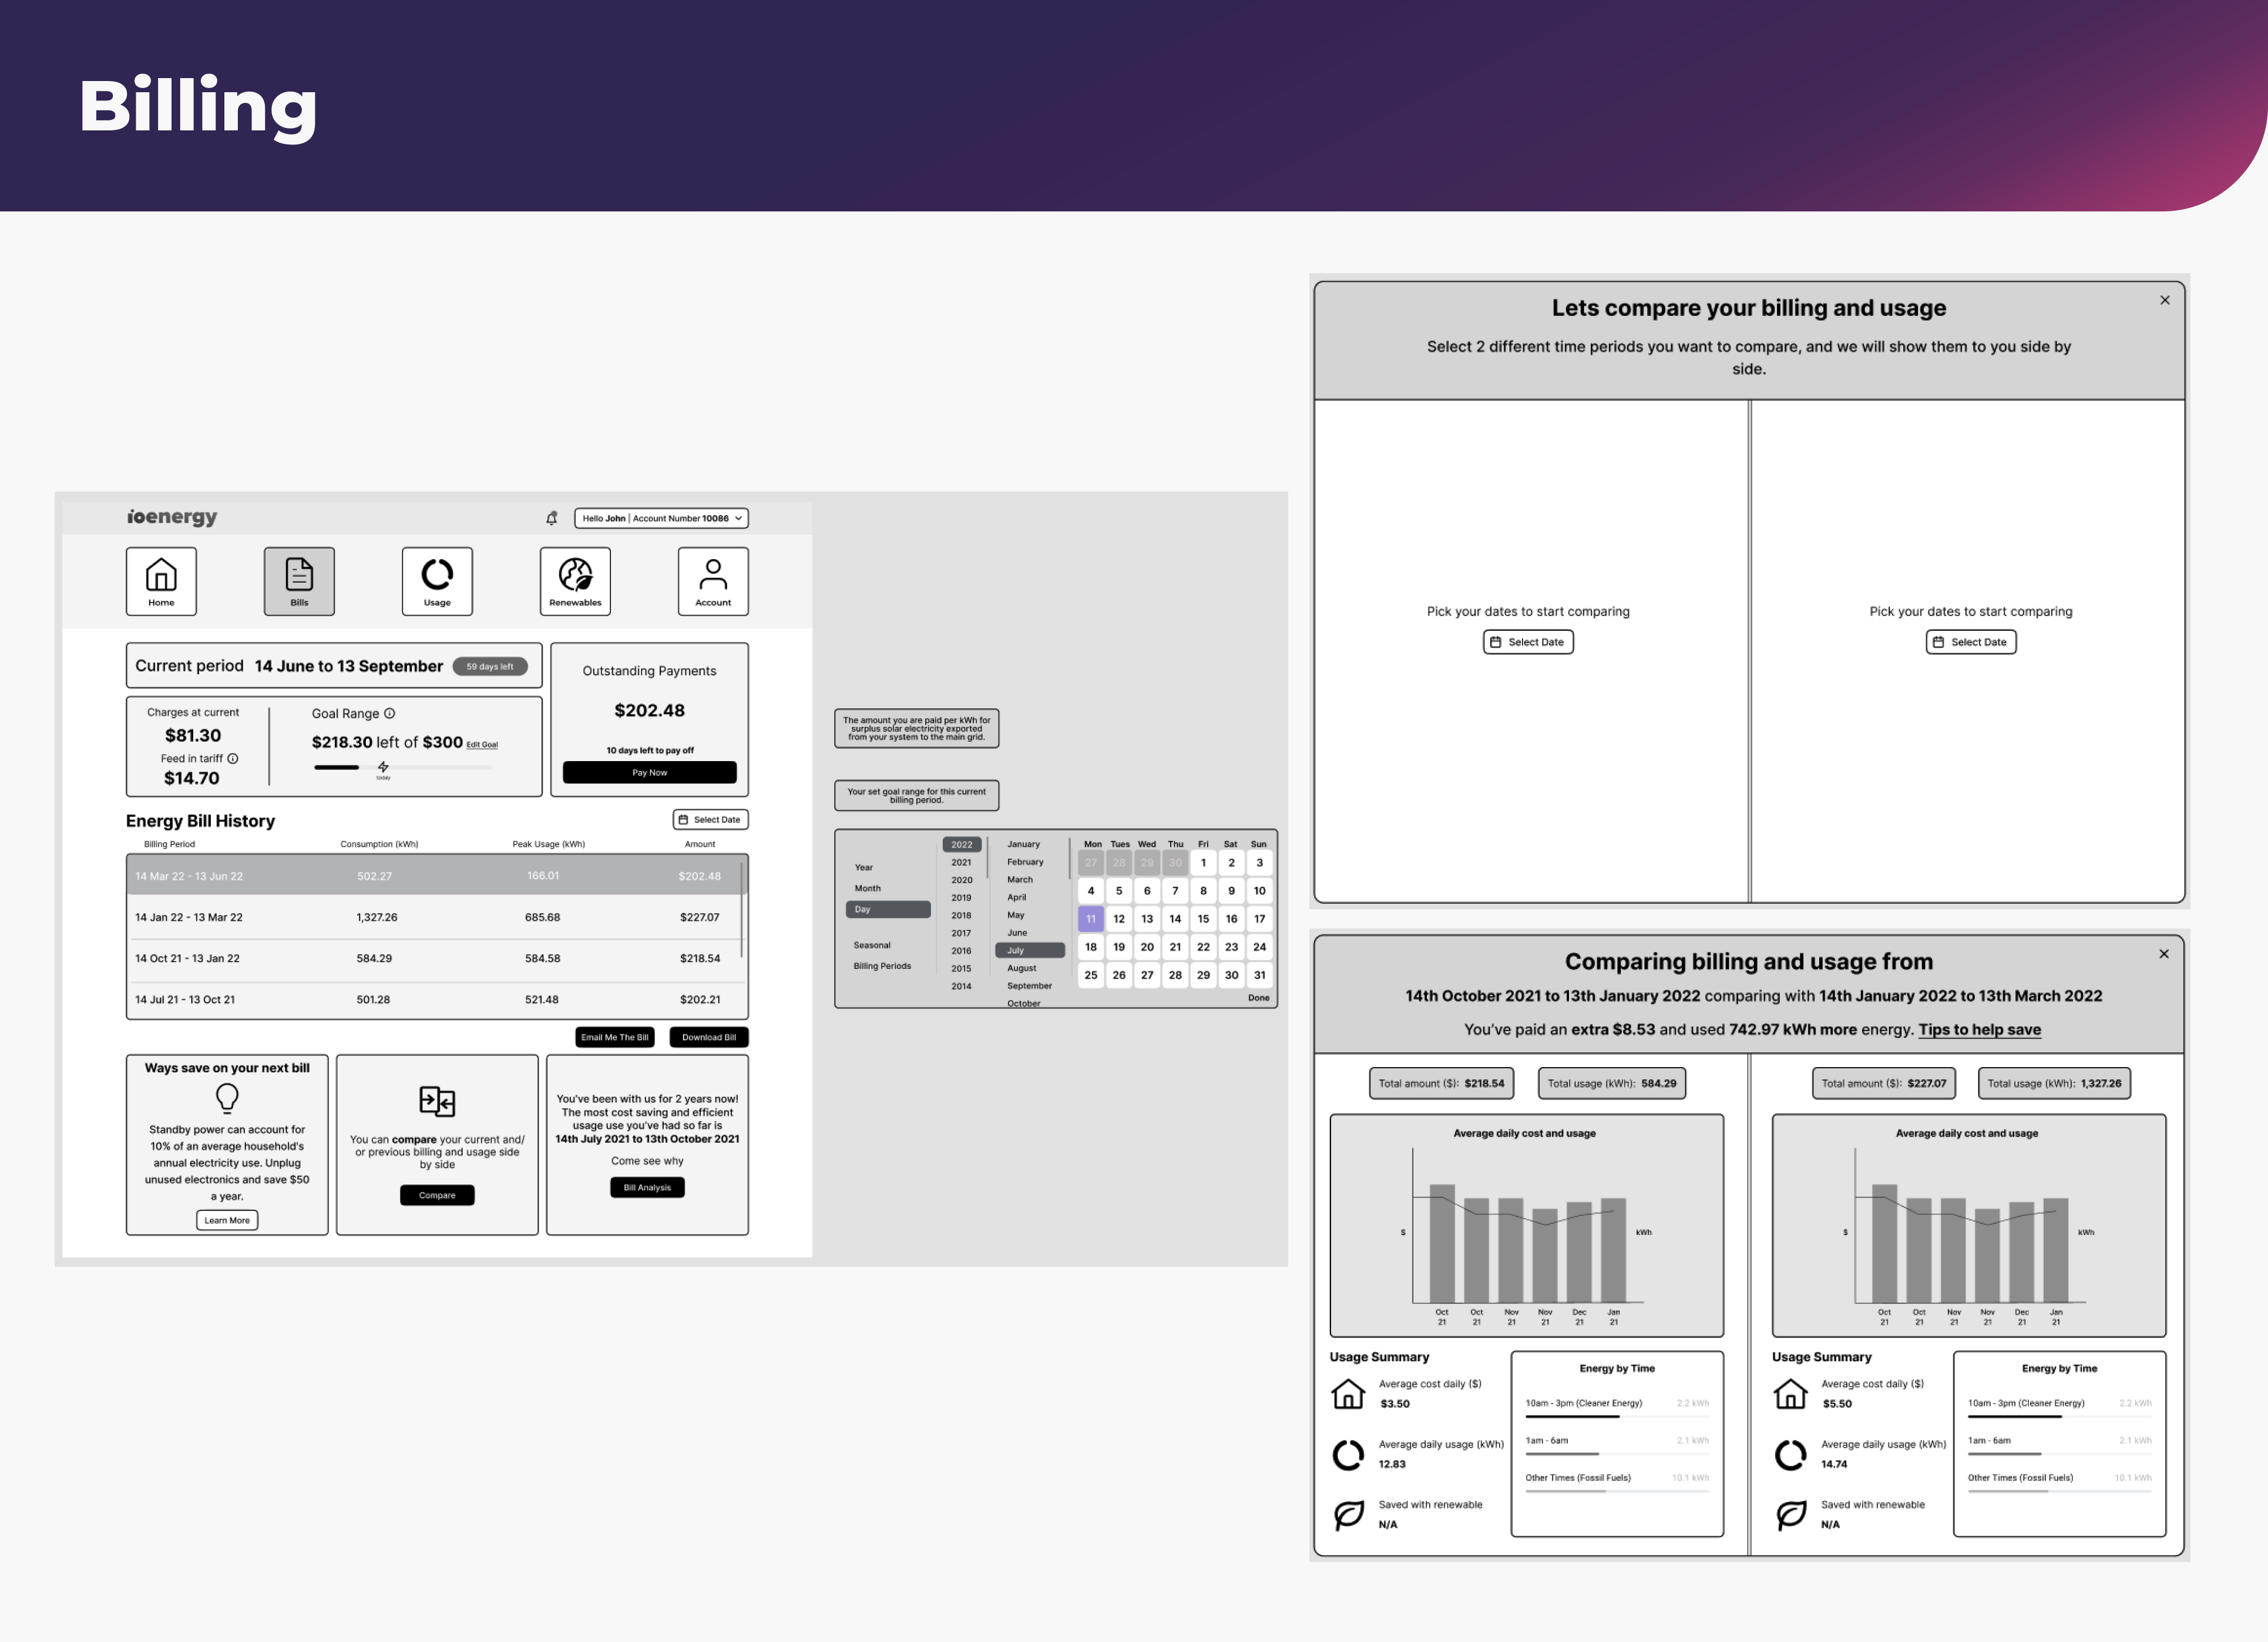 Billing
ioenergy
Hello John | Account Number 10086
Home
Bills
Usage
Renewables
Account
Current period 14 June to 13 September 59 days left
Charges at current
$81.30
Feed in tariff
$14.70
Goal Range
$218.30 left of $300 Edit Goal
today
Outstanding Payments
$202.48
10 days left to pay off
Pay Now
Energy Bill History
Select Date
Billing Period Consumption (kWh) Peak Usage (kWh) Amount
14 Mar 22 - 13 Jun 22 502.27 166.01 $202.48
14 Jan 22 - 13 Mar 22 1,327.26 685.68 $227.07
14 Oct 21 - 13 Jan 22 584.29 584.58 $218.54
14 Jul 21 - 13 Oct 21 501.28 521.48 $202.21
Email Me The Bill
Download Bill
Ways save on your next bill
Standby power can account for
10% of an average household's
annual electricity use. Unplug
unused electronics and save $50
a year.
Learn More
You can compare your current and/
or previous billing and usage side
by side
Compare
You've been with us for 2 years now!
The most cost saving and efficient
usage use you've had so far is
14th July 2021 to 13th October 2021
Come see why
Bill Analysis
The amount you are paid per kWh for
surplus solar electricity exported
from your system to the main grid.
Your set goal range for this current
billing period.
Year
Month
Day
Seasonal
Billing Periods
2022
2021
2020
2019
2018
2017
2016
2015
2014
January
February
March
April
May
June
July
August
September
October
Mon Tues Wed Thu Fri Sat Sun
27 28 29 30 1 2 3
4 5 6 7 8 9 10
11 12 13 14 15 16 17
18 19 20 21 22 23 24
25 26 27 28 29 30 31
Done
Lets compare your billing and usage
Select 2 different time periods you want to compare, and we will show them to you side by
side.
Pick your dates to start comparing
Select Date
Pick your dates to start comparing
Select Date
Comparing billing and usage from
14th October 2021 to 13th January 2022 comparing with 14th January 2022 to 13th March 2022
You've paid an extra $8.53 and used 742.97 kWh more energy. Tips to help save
Total amount ($): $218.54
Total usage (kWh): 584.29
Average daily cost and usage
$
kWh
Oct Oct Nov Nov Dec Jan
21 21 21 21 21 21
Usage Summary
Average cost daily ($)
$3.50
Average daily usage (kWh)
12.83
Saved with renewable
N/A
Energy by Time
10am - 3pm (Cleaner Energy) 2.2 kWh
1am - 6am 2.1 kWh
Other Times (Fossil Fuels) 10.1 kWh
Total amount ($): $227.07
Total usage (kWh): 1,327.26
Average daily cost and usage
$
kWh
Oct Oct Nov Nov Dec Jan
21 21 21 21 21 21
Usage Summary
Average cost daily ($)
$5.50
Average daily usage (kWh)
14.74
Saved with renewable
N/A
Energy by Time
10am - 3pm (Cleaner Energy) 2.2 kWh
1am - 6am 2.1 kWh
Other Times (Fossil Fuels) 10.1 kWh